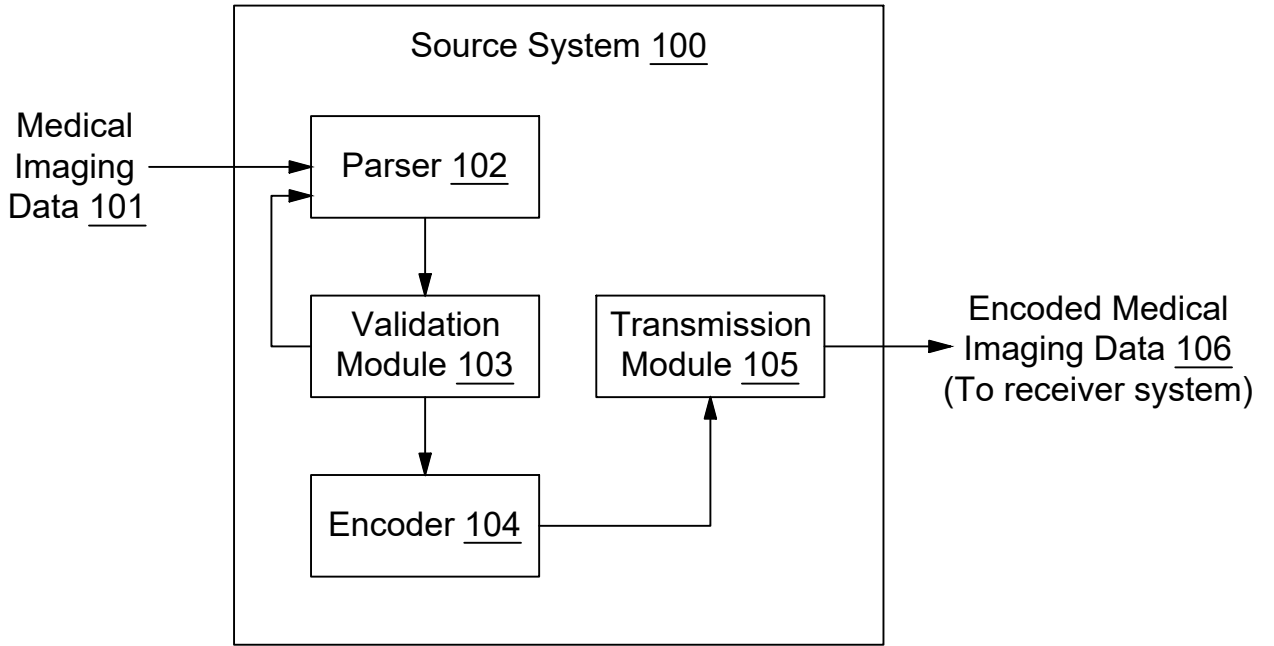 Source System 100
Medical
Imaging
Data 101
Parser 102
Validation
Module 103
Encoder 104
Transmission
Module 105
Encoded Medical
Imaging Data 106
(To receiver system)